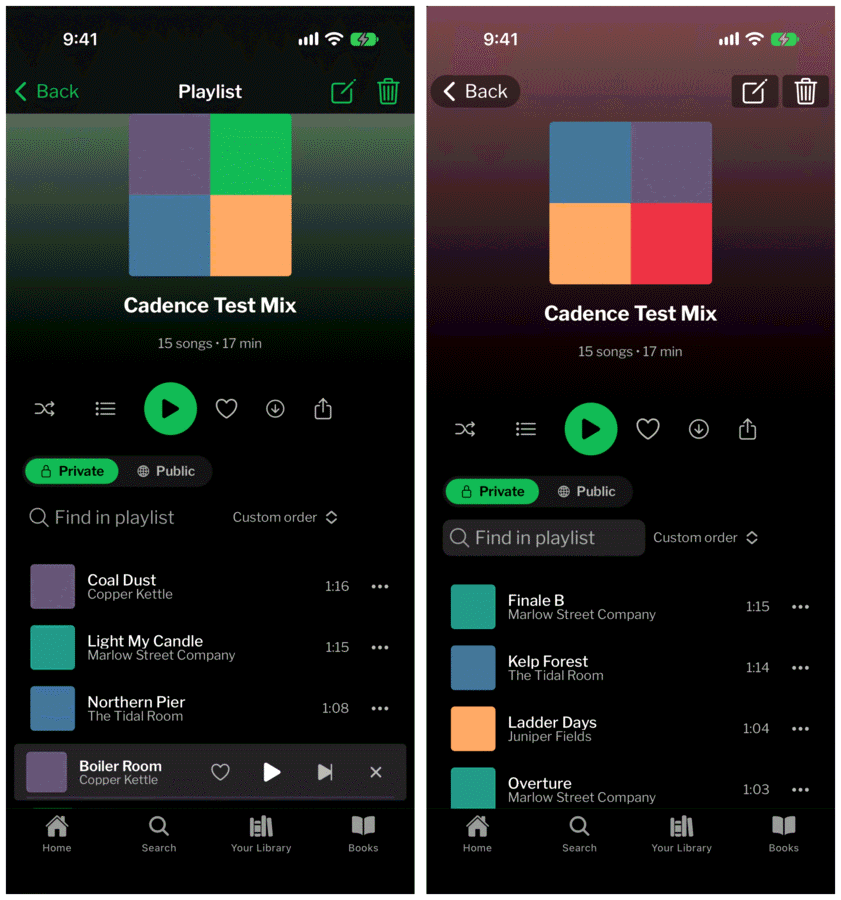 9:41
Back
Playlist
Cadence Test Mix
15 songs • 17 min
Private
Public
Find in playlist
Custom order
Coal Dust
Copper Kettle
1:16
Light My Candle
Marlow Street Company
1:15
Northern Pier
The Tidal Room
1:08
Boiler Room
Copper Kettle
Home
Search
Your Library
Books
9:41
Back
Cadence Test Mix
15 songs • 17 min
Private
Public
Find in playlist
Custom order
Finale B
Marlow Street Company
1:15
Kelp Forest
The Tidal Room
1:14
Ladder Days
Juniper Fields
1:04
Overture
Marlow Street Company
1:03
Home
Search
Your Library
Books